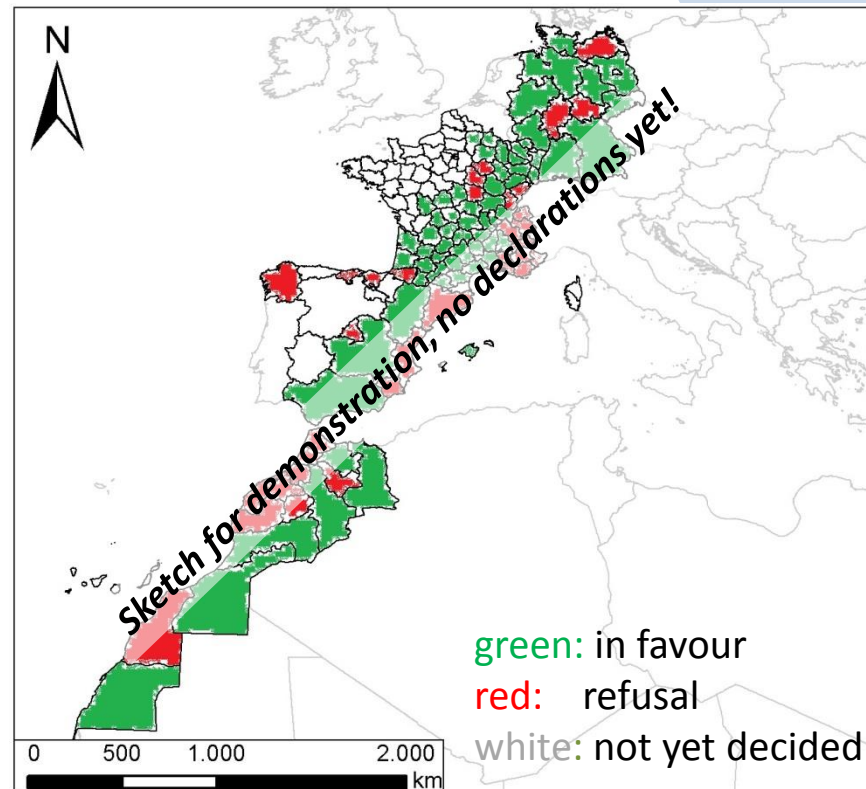 N
Sketch for demonstration, no declarations yet!
green: in favour
red: refusal
white: not yet decided
0 500 1.000 2.000
km